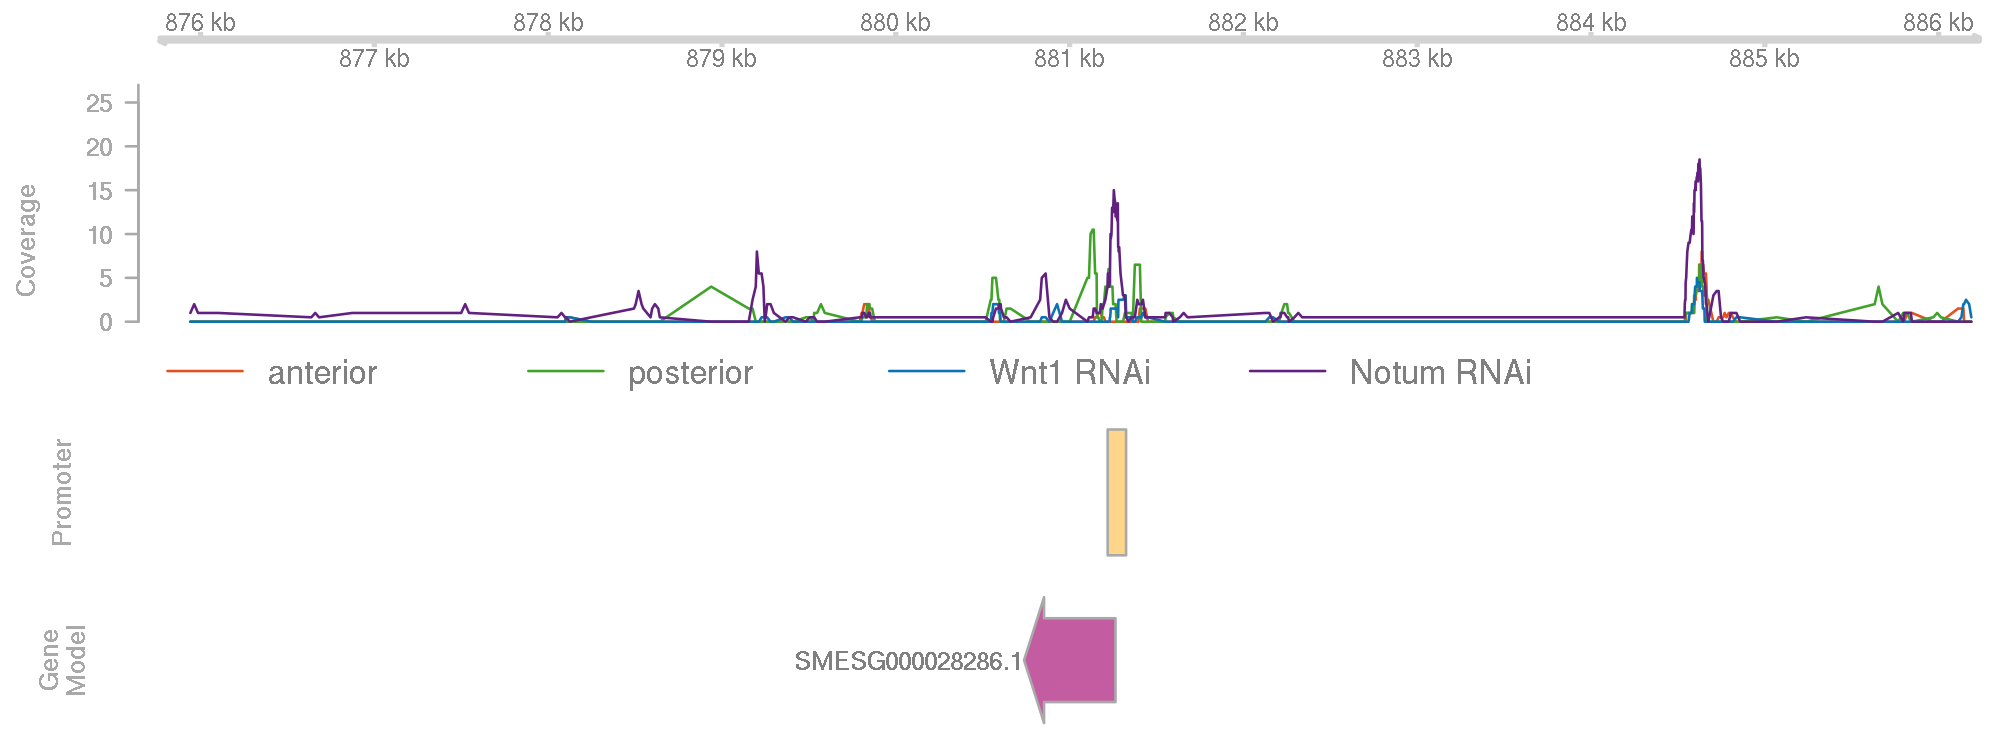 876 kb 878 kb 880 kb 882 kb 884 kb 886 kb
877 kb 879 kb 881 kb 883 kb 885 kb
Coverage
25
20
15
10
5
0
anterior posterior Wnt1 RNAi Notum RNAi
Promoter
Gene
Model
SMESG000028286.1